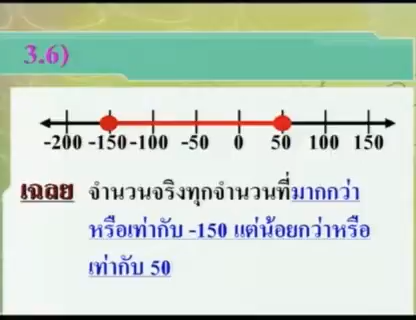 3.6)
-200 -150 -100 -50 0 50 100 150
เฉลย จำนวนจริงทุกจำนวนที่มากกว่า
หรือเท่ากับ -150 แต่น้อยกว่าหรือ
เท่ากับ 50